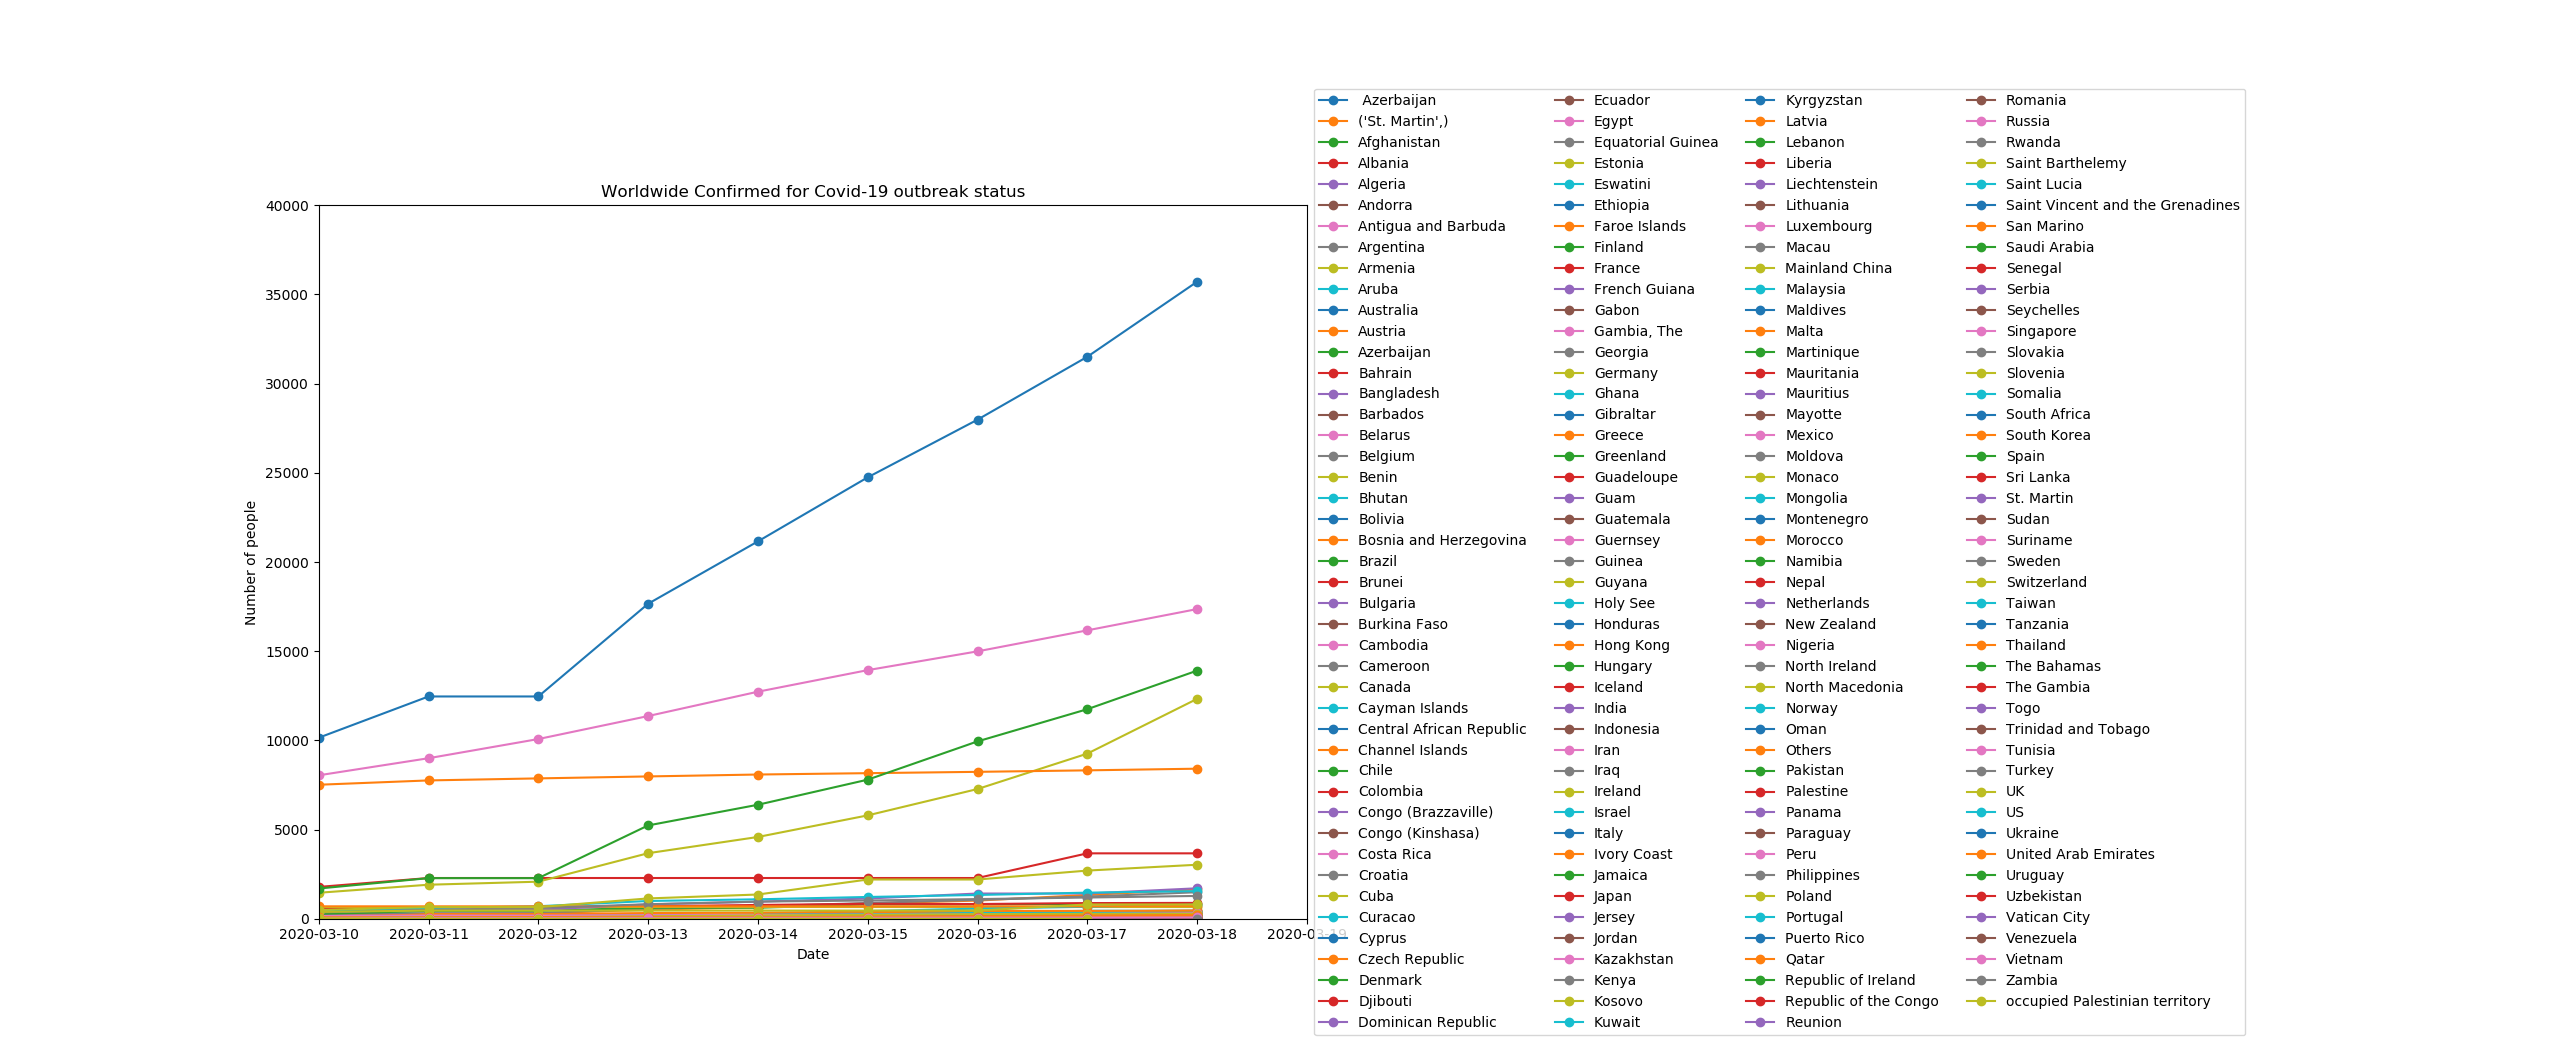 Worldwide Confirmed for Covid-19 outbreak status
40000
35000
30000
25000
20000
15000
10000
5000
0
Number of people
2020-03-10 2020-03-11 2020-03-12 2020-03-13 2020-03-14 2020-03-15 2020-03-16 2020-03-17 2020-03-18 2020-03-19
Date
Azerbaijan
('St. Martin',)
Afghanistan
Albania
Algeria
Andorra
Antigua and Barbuda
Argentina
Armenia
Aruba
Australia
Austria
Azerbaijan
Bahrain
Bangladesh
Barbados
Belarus
Belgium
Benin
Bhutan
Bolivia
Bosnia and Herzegovina
Brazil
Brunei
Bulgaria
Burkina Faso
Cambodia
Cameroon
Canada
Cayman Islands
Central African Republic
Channel Islands
Chile
Colombia
Congo (Brazzaville)
Congo (Kinshasa)
Costa Rica
Croatia
Cuba
Curacao
Cyprus
Czech Republic
Denmark
Djibouti
Dominican Republic
Ecuador
Egypt
Equatorial Guinea
Estonia
Eswatini
Ethiopia
Faroe Islands
Finland
France
French Guiana
Gabon
Gambia, The
Georgia
Germany
Ghana
Gibraltar
Greece
Greenland
Guadeloupe
Guam
Guatemala
Guernsey
Guinea
Guyana
Holy See
Honduras
Hong Kong
Hungary
Iceland
India
Indonesia
Iran
Iraq
Ireland
Israel
Italy
Ivory Coast
Jamaica
Japan
Jersey
Jordan
Kazakhstan
Kenya
Kosovo
Kuwait
Kyrgyzstan
Latvia
Lebanon
Liberia
Liechtenstein
Lithuania
Luxembourg
Macau
Mainland China
Malaysia
Maldives
Malta
Martinique
Mauritania
Mauritius
Mayotte
Mexico
Moldova
Monaco
Mongolia
Montenegro
Morocco
Namibia
Nepal
Netherlands
New Zealand
Nigeria
North Ireland
North Macedonia
Norway
Oman
Others
Pakistan
Palestine
Panama
Paraguay
Peru
Philippines
Poland
Portugal
Puerto Rico
Qatar
Republic of Ireland
Republic of the Congo
Reunion
Romania
Russia
Rwanda
Saint Barthelemy
Saint Lucia
Saint Vincent and the Grenadines
San Marino
Saudi Arabia
Senegal
Serbia
Seychelles
Singapore
Slovakia
Slovenia
Somalia
South Africa
South Korea
Spain
Sri Lanka
St. Martin
Sudan
Suriname
Sweden
Switzerland
Taiwan
Tanzania
Thailand
The Bahamas
The Gambia
Togo
Trinidad and Tobago
Tunisia
Turkey
UK
US
Ukraine
United Arab Emirates
Uruguay
Uzbekistan
Vatican City
Venezuela
Vietnam
Zambia
occupied Palestinian territory